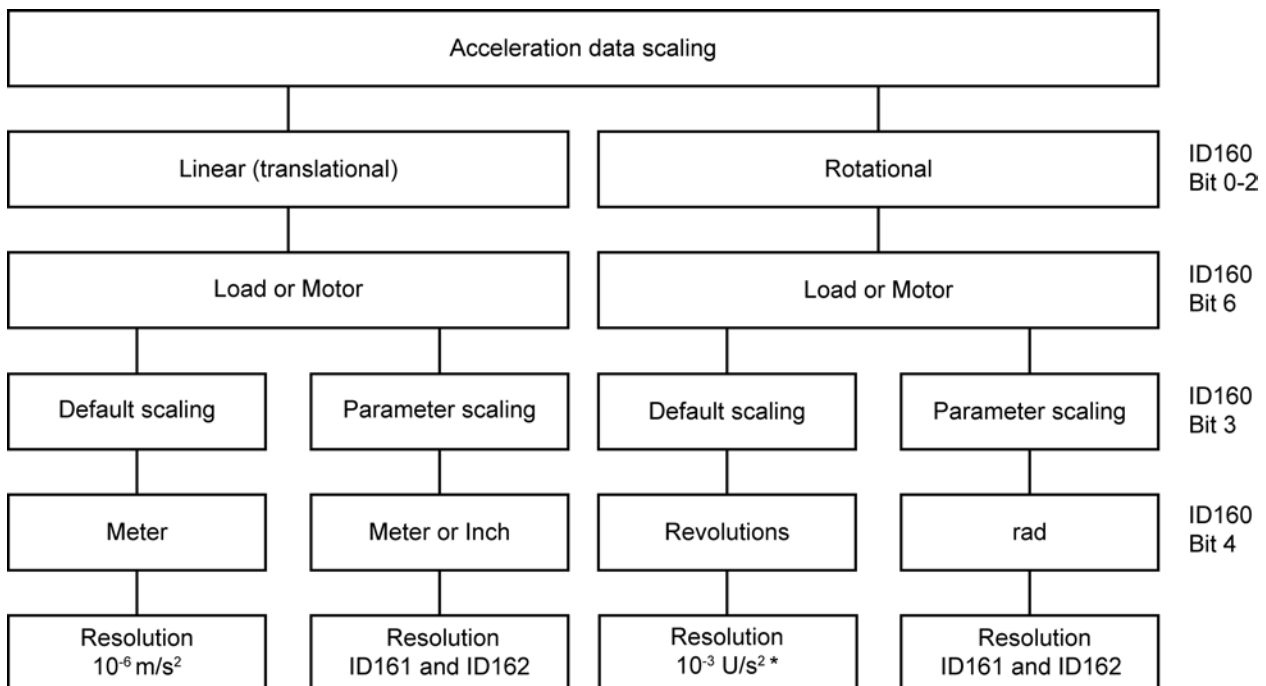 Acceleration data scaling
Linear (translational)
Rotational
ID160
Bit 0-2
Load or Motor
Load or Motor
ID160
Bit 6
Default scaling
Parameter scaling
Default scaling
Parameter scaling
ID160
Bit 3
Meter
Meter or Inch
Revolutions
rad
ID160
Bit 4
Resolution
10⁻⁶ m/s²
Resolution
ID161 and ID162
Resolution
10⁻³ U/s² *
Resolution
ID161 and ID162